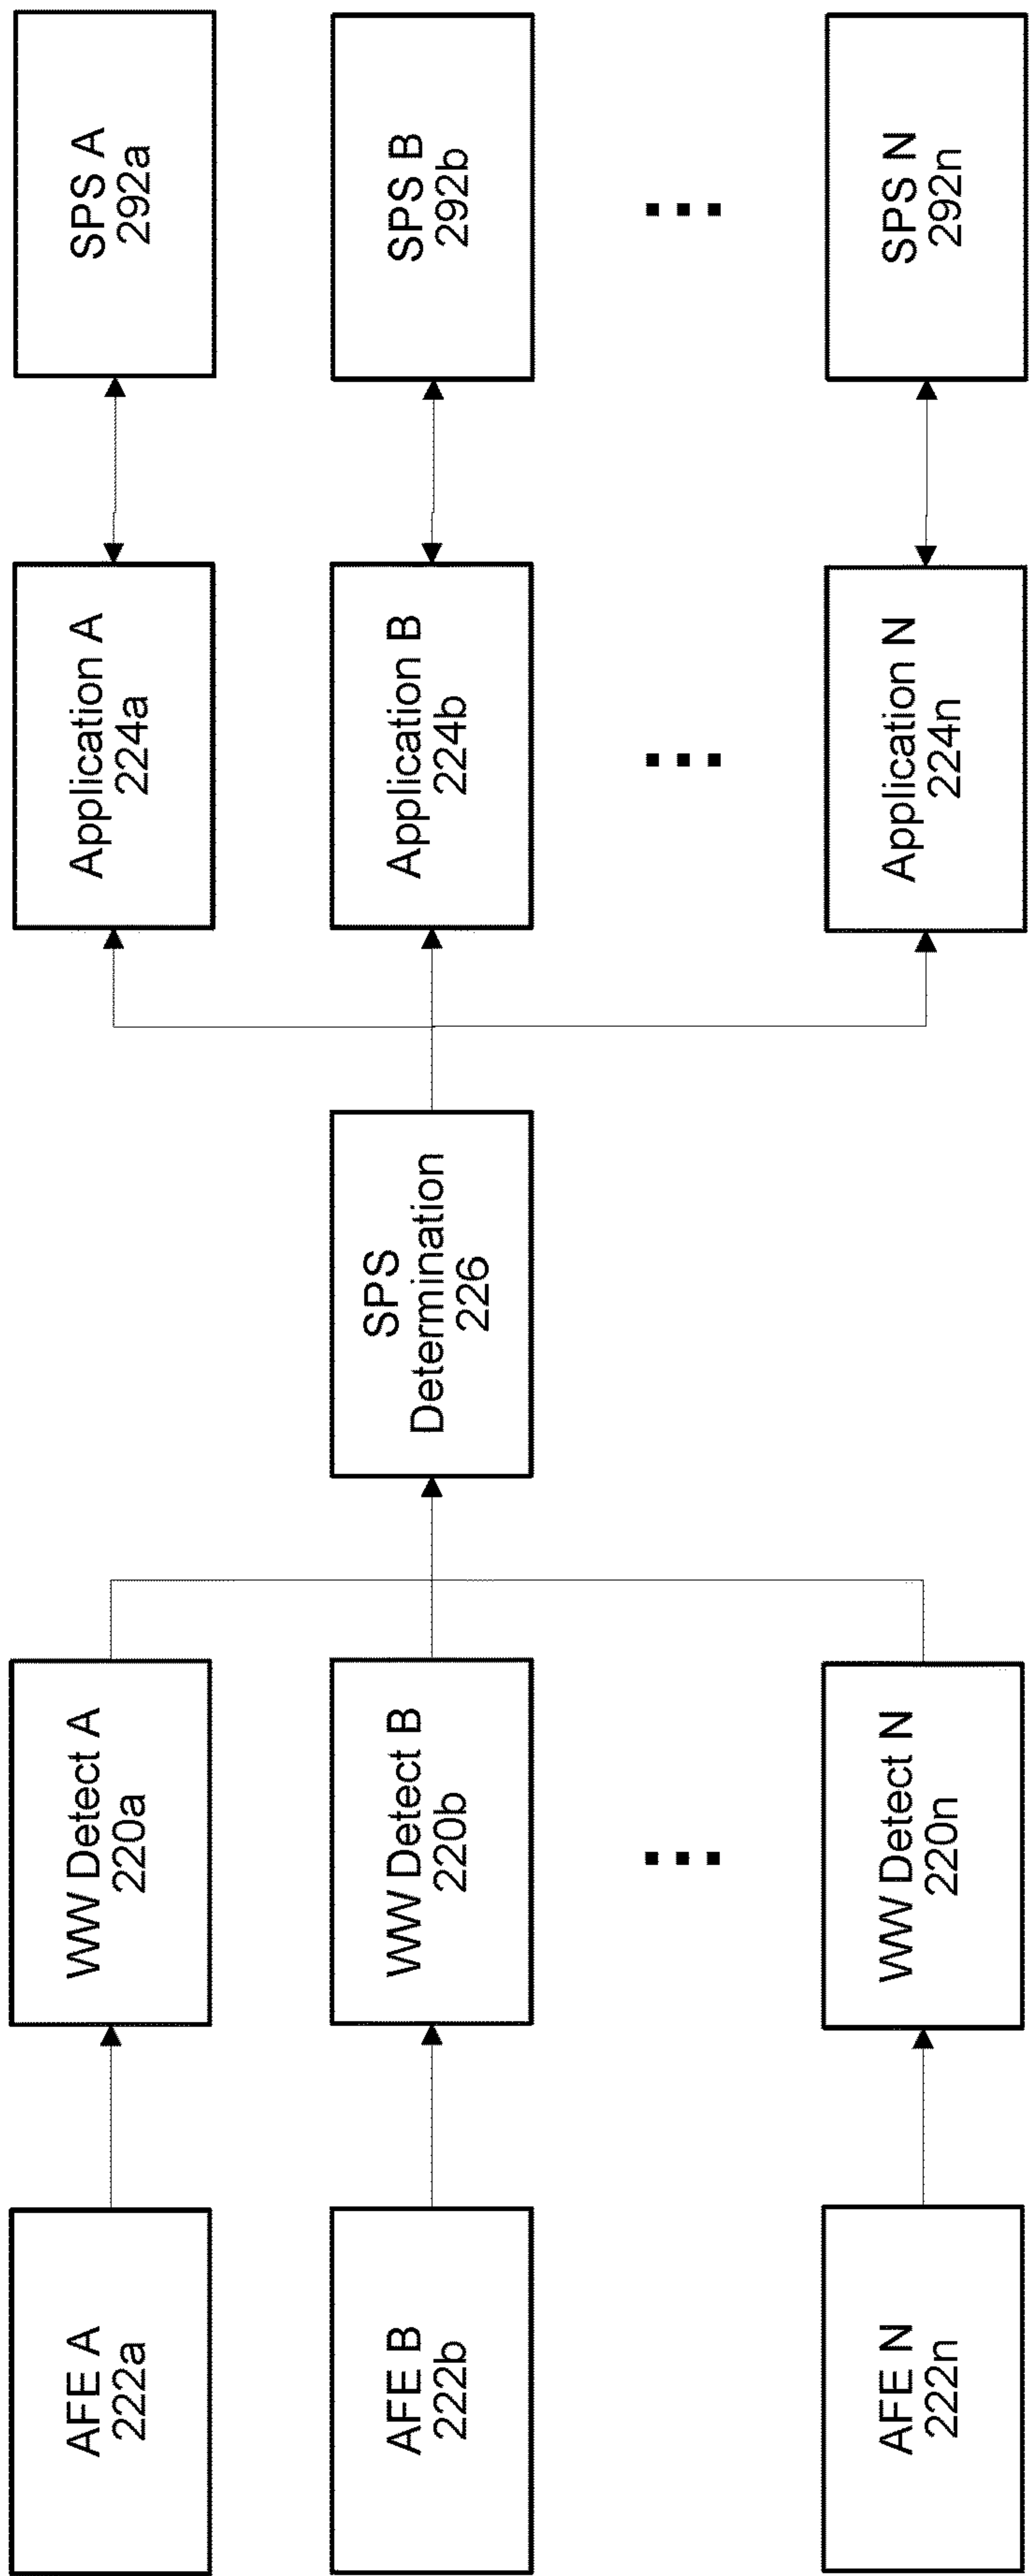 AFE A
222a
WW Detect A
220a
SPS A
292a
Application A
224a
AFE B
222b
WW Detect B
220b
SPS
Determination
226
Application B
224b
SPS B
292b
AFE N
222n
WW Detect N
220n
Application N
224n
SPS N
292n